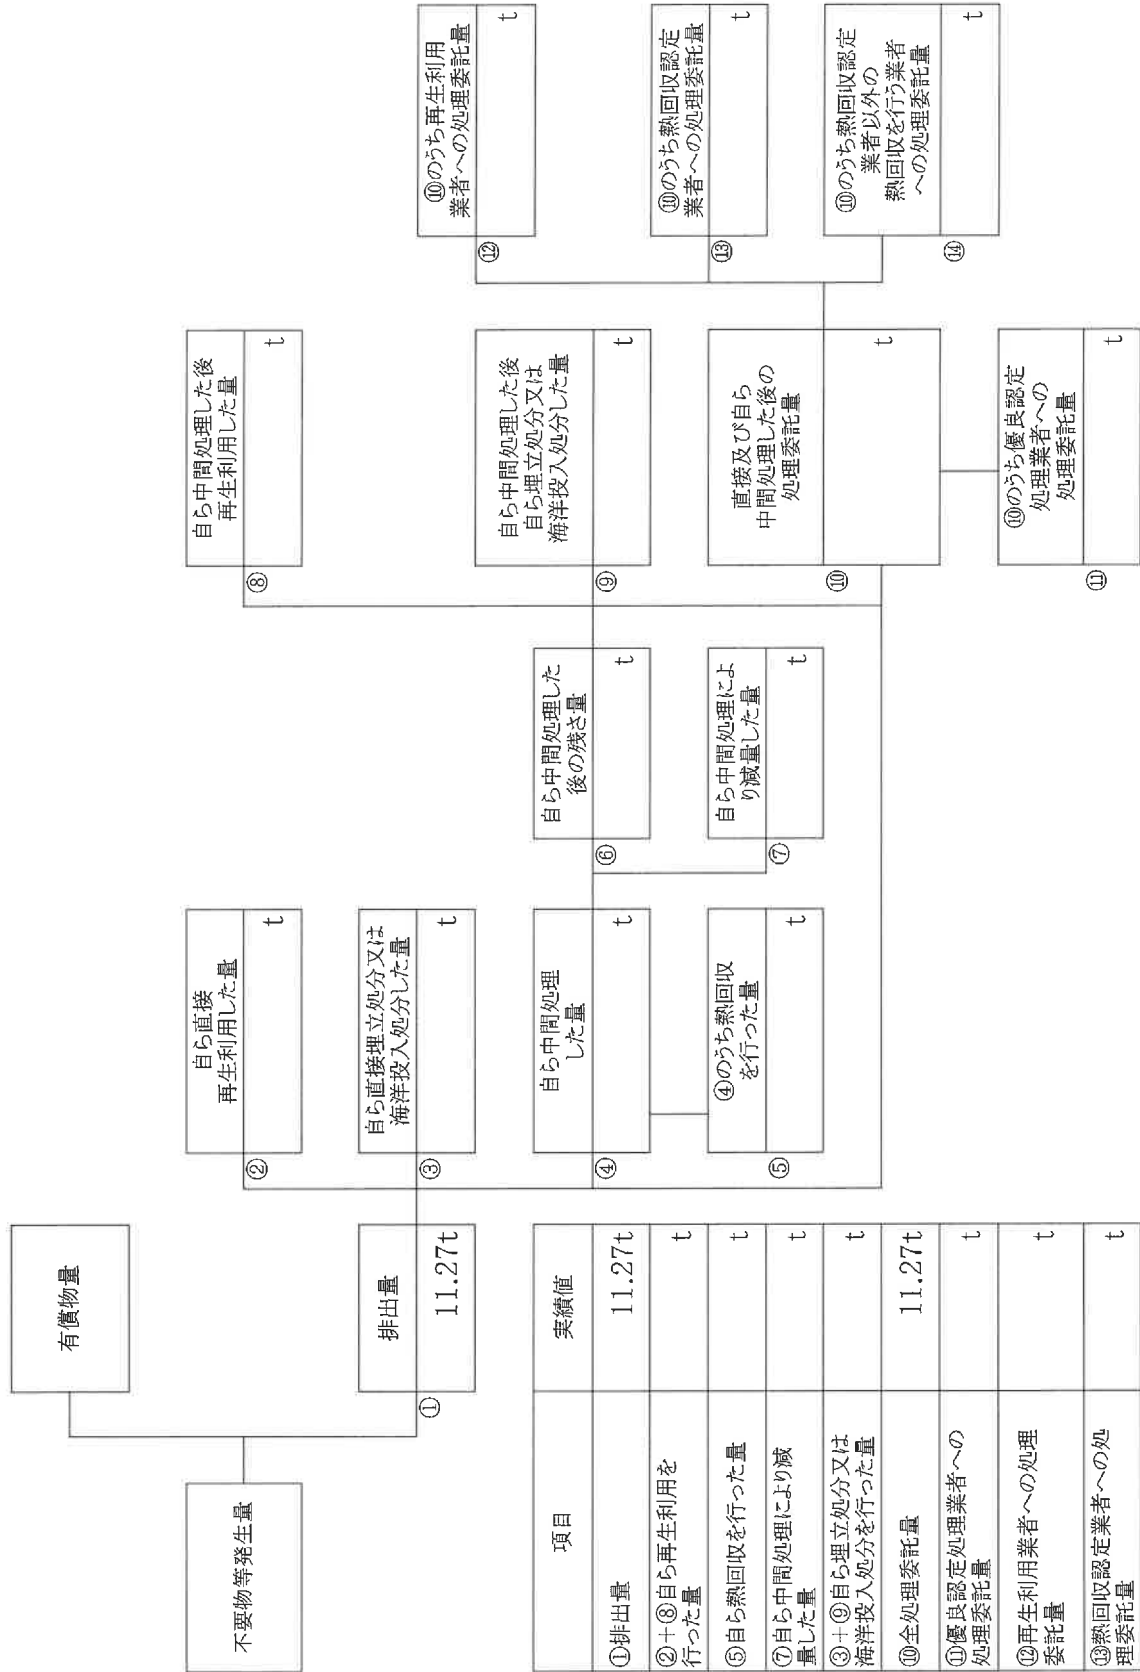 有償物量
不要物等発生量
排出量
①
11.27t
自ら直接
再生利用した量
②
t
自ら直接埋立処分又は
海洋投入処分した量
③
t
自ら中間処理
した量
④
t
④のうち熱回収
を行った量
⑤
t
自ら中間処理した
後の残さ量
⑥
t
自ら中間処理によ
り減量した量
⑦
t
自ら中間処理した後
再生利用した量
⑧
t
自ら中間処理した後
自ら埋立処分又は
海洋投入処分した量
⑨
t
直接及び自ら
中間処理した後の
処理委託量
⑩
t
⑩のうち優良認定
処理業者への
処理委託量
⑪
t
⑩のうち再生利用
業者への処理委託量
⑫
t
⑩のうち熱回収認定
業者への処理委託量
⑬
t
⑩のうち熱回収認定
業者以外の
熱回収を行う業者
への処理委託量
⑭
t
項目
実績値
①排出量
11.27t
②+⑧自ら再生利用を
行った量
t
⑤自ら熱回収を行った量
t
⑦自ら中間処理により減
量した量
t
③+⑨自ら埋立処分又は
海洋投入処分を行った量
t
⑩全処理委託量
11.27t
⑪優良認定処理業者への
処理委託量
t
⑫再生利用業者への処理
委託量
t
⑬熱回収認定業者への処
理委託量
t